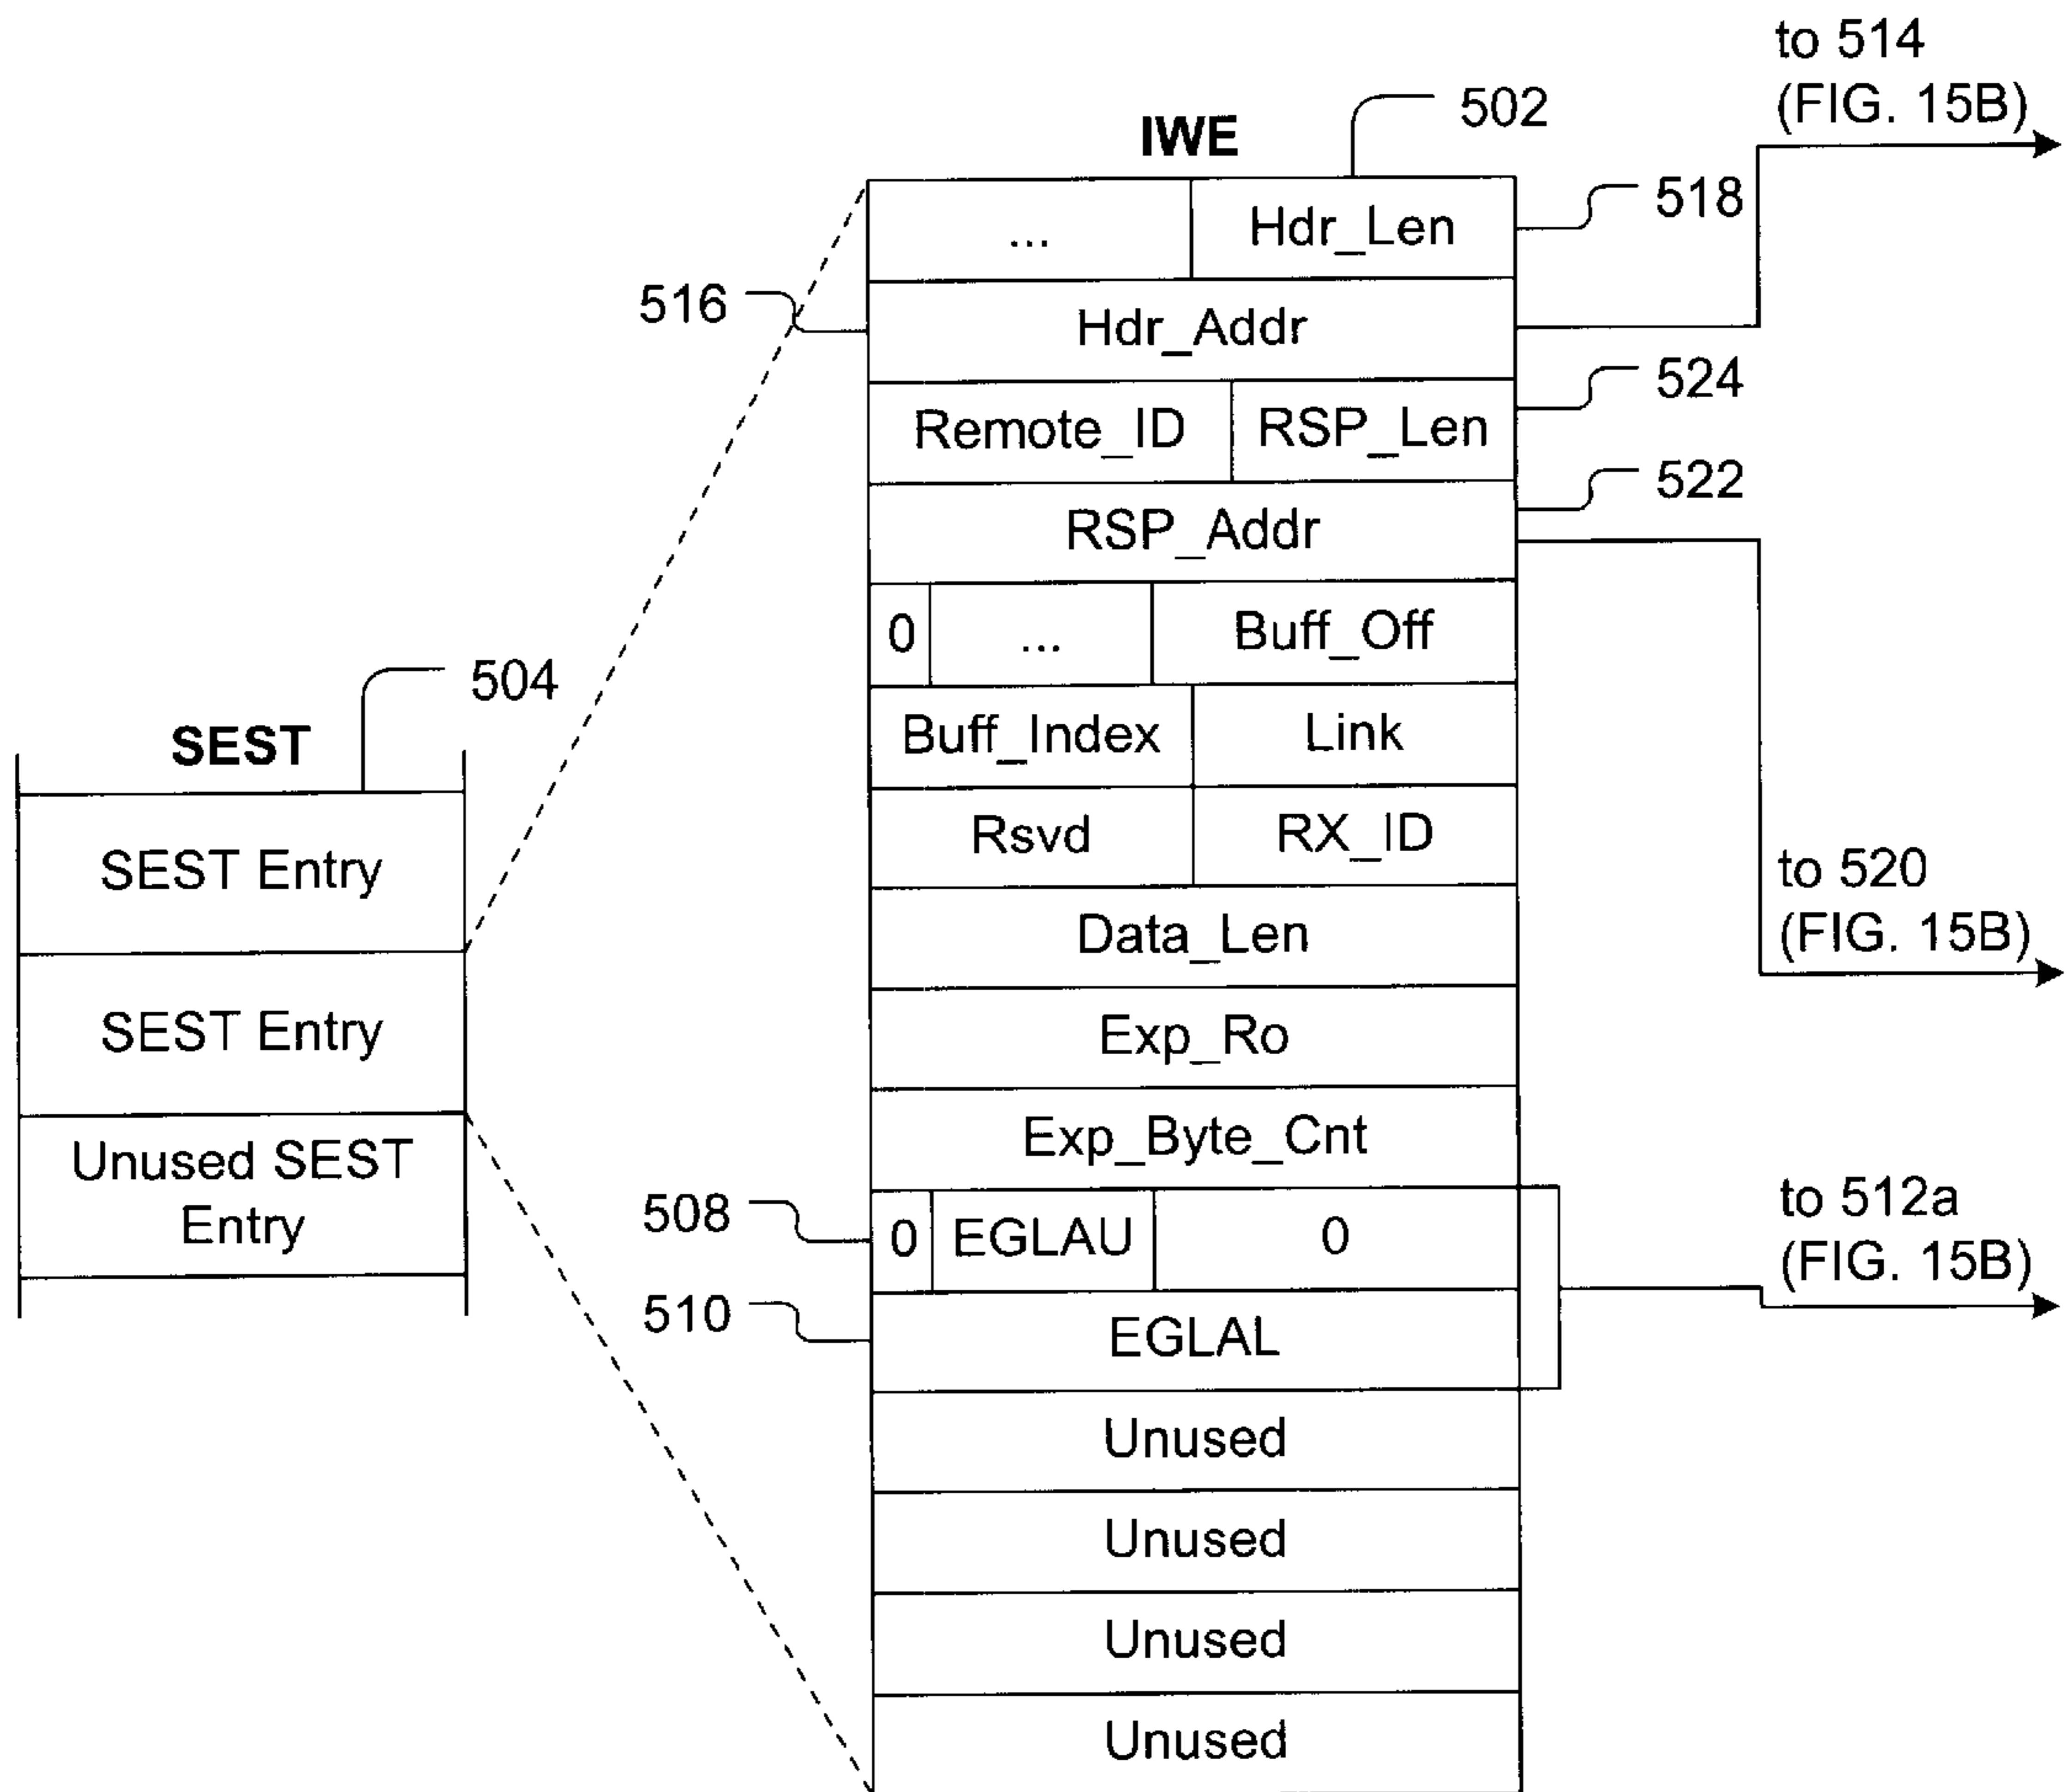 to 514
(FIG. 15B)
IWE
502
... Hdr_Len
518
516
Hdr_Addr
524
Remote_ID RSP_Len
522
RSP_Addr
0 ... Buff_Off
504
SEST
Buff_Index Link
Rsvd RX_ID
SEST Entry
to 520
(FIG. 15B)
Data_Len
SEST Entry
Exp_Ro
Exp_Byte_Cnt
Unused SEST
Entry
508
0 EGLAU 0
to 512a
(FIG. 15B)
510
EGLAL
Unused
Unused
Unused
Unused